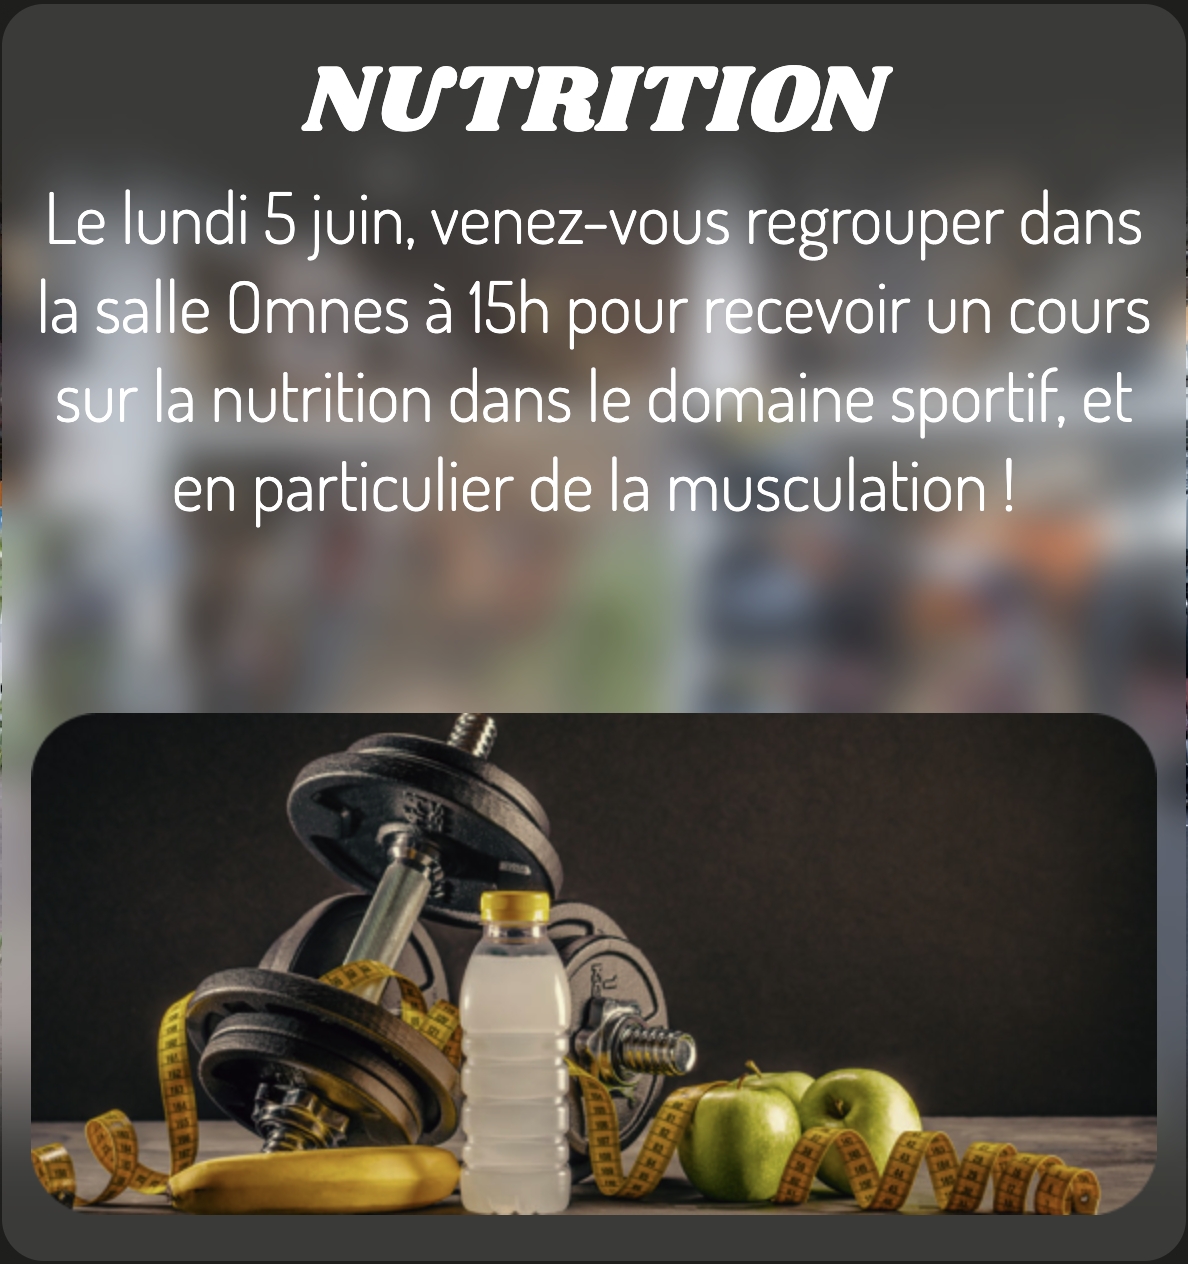 NUTRITION
Le lundi 5 juin, venez-vous regrouper dans
la salle Omnes à 15h pour recevoir un cours
sur la nutrition dans le domaine sportif, et
en particulier de la musculation !